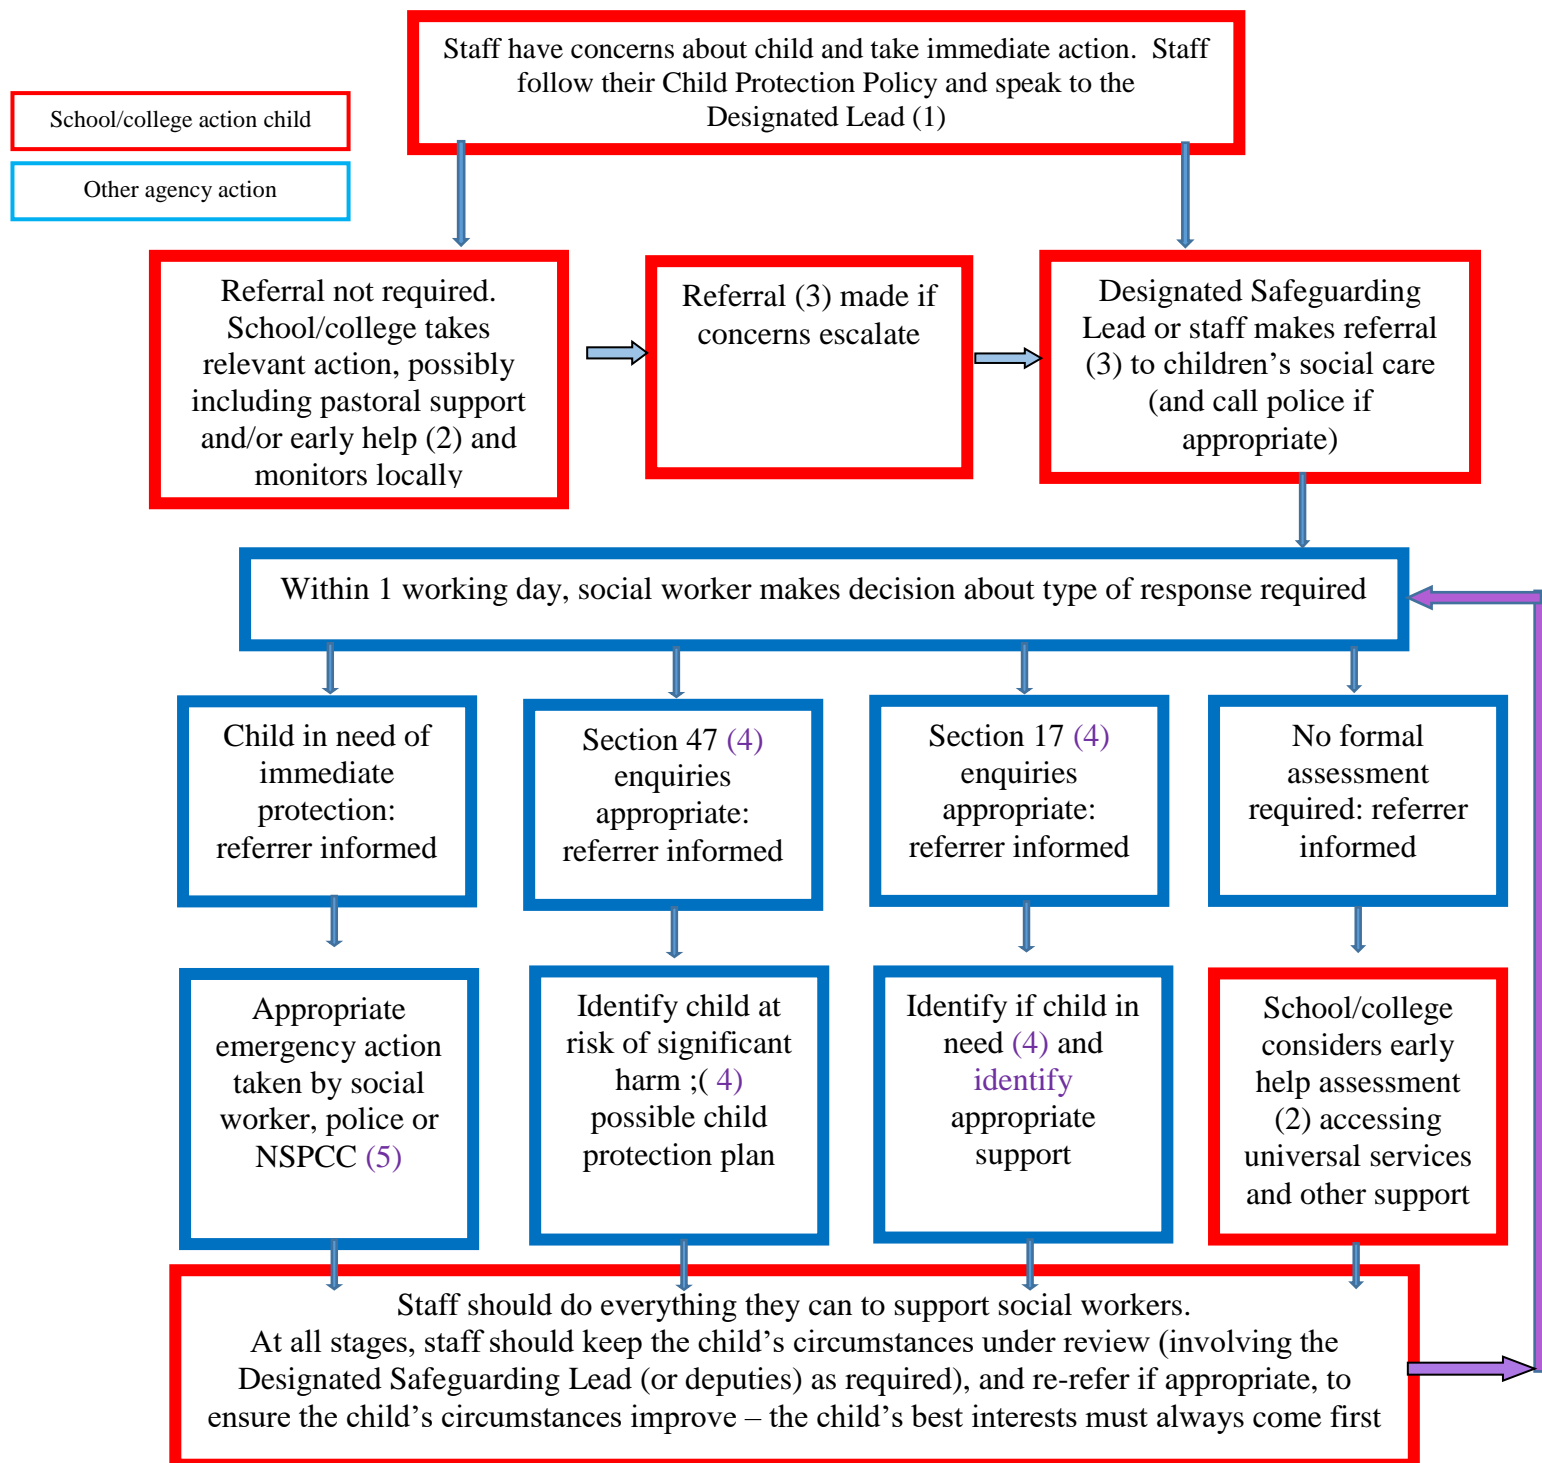 Staff have concerns about child and take immediate action.  Staff
follow their Child Protection Policy and speak to the
Designated Lead (1)
School/college action child
Other agency action
Referral not required.
School/college takes
relevant action, possibly
including pastoral support
and/or early help (2) and
monitors locally
Referral (3) made if
concerns escalate
Designated Safeguarding
Lead or staff makes referral
(3) to children’s social care
(and call police if
appropriate)
Within 1 working day, social worker makes decision about type of response required
Child in need of
immediate
protection:
referrer informed
Section 47 (4)
enquiries
appropriate:
referrer informed
Section 17 (4)
enquiries
appropriate:
referrer informed
No formal
assessment
required: referrer
informed
Appropriate
emergency action
taken by social
worker, police or
NSPCC (5)
Identify child at
risk of significant
harm ;( 4)
possible child
protection plan
Identify if child in
need (4) and
identify
appropriate
support
School/college
considers early
help assessment
(2) accessing
universal services
and other support
Staff should do everything they can to support social workers.
At all stages, staff should keep the child’s circumstances under review (involving the
Designated Safeguarding Lead (or deputies) as required), and re-refer if appropriate, to
ensure the child’s circumstances improve – the child’s best interests must always come first